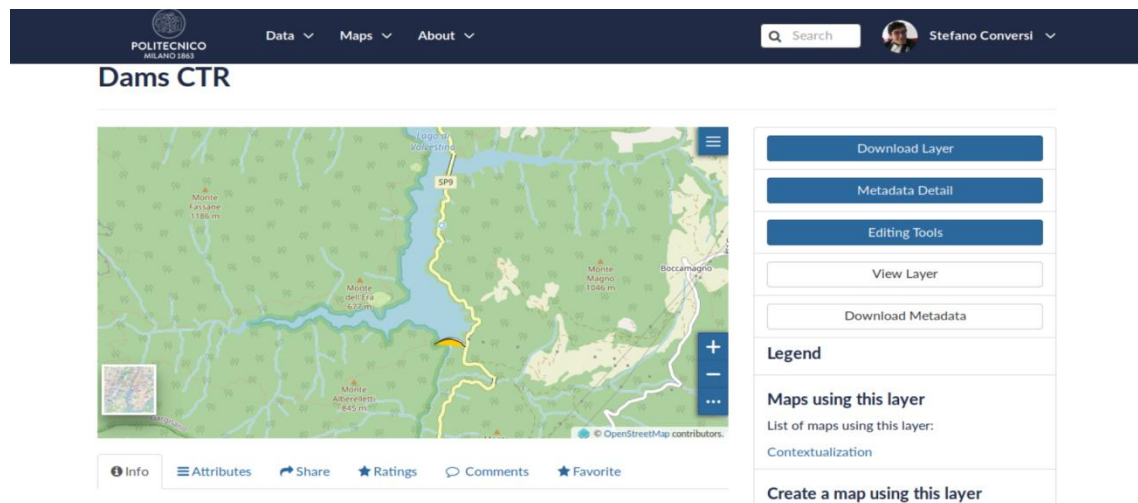 POLITECNICO
MILANO 1863
Data
Maps
About
Search
Stefano Conversi
Dams CTR
Lago di
Valvestino
SP9
Monte
Fassane
1186 m
Monte
Magno
1046 m
Boccamagno
Monte
dell'Era
677 m
Monte
Alberelletti
845 m
Gargnano
© OpenStreetMap contributors.
Download Layer
Metadata Detail
Editing Tools
View Layer
Download Metadata
Legend
Maps using this layer
List of maps using this layer:
Contextualization
Create a map using this layer
Info
Attributes
Share
Ratings
Comments
Favorite